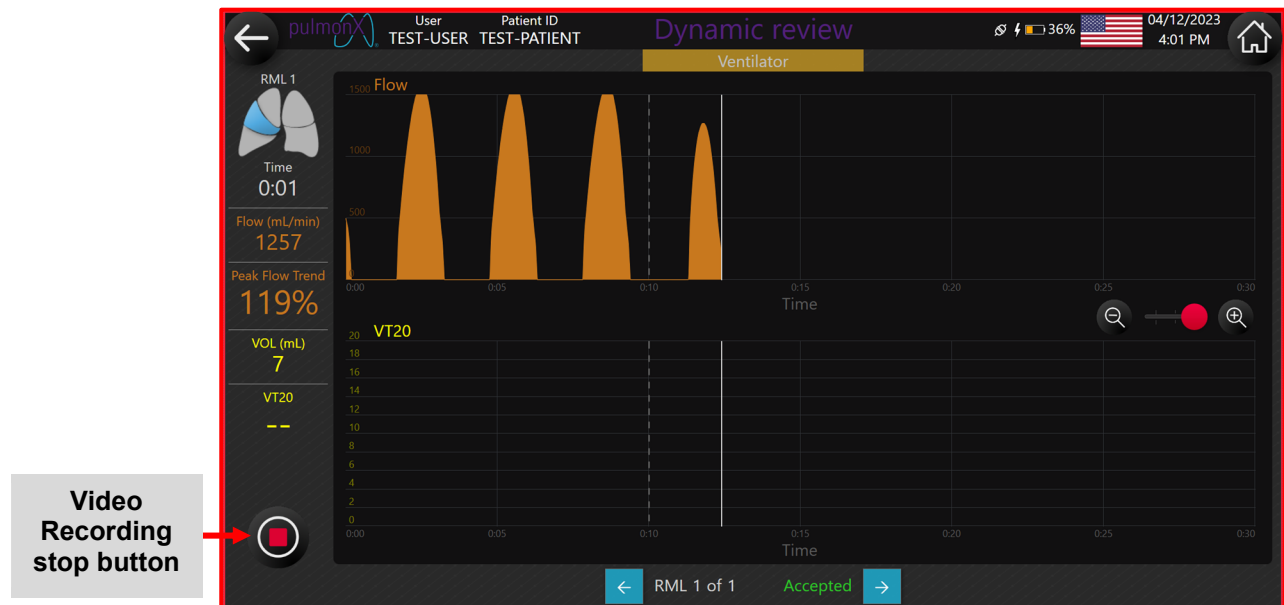 pulmonX
User
TEST-USER
Patient ID
TEST-PATIENT
Dynamic review
36%
04/12/2023
4:01 PM
Ventilator
RML 1
Time
0:01
Flow (mL/min)
1257
Peak Flow Trend
119%
VOL (mL)
7
VT20
--
Flow
1500
1000
500
0
0:00 0:05 0:10 0:15 0:20 0:25 0:30
Time
VT20
20
18
16
14
12
10
8
6
4
2
0
0:00 0:05 0:10 0:15 0:20 0:25 0:30
Time
Video
Recording
stop button
RML 1 of 1 Accepted